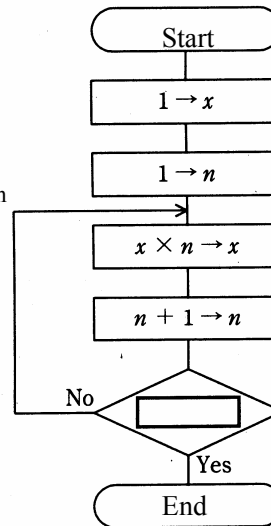 Start
1 → x
1 → n
x × n → x
n + 1 → n
No
Yes
End